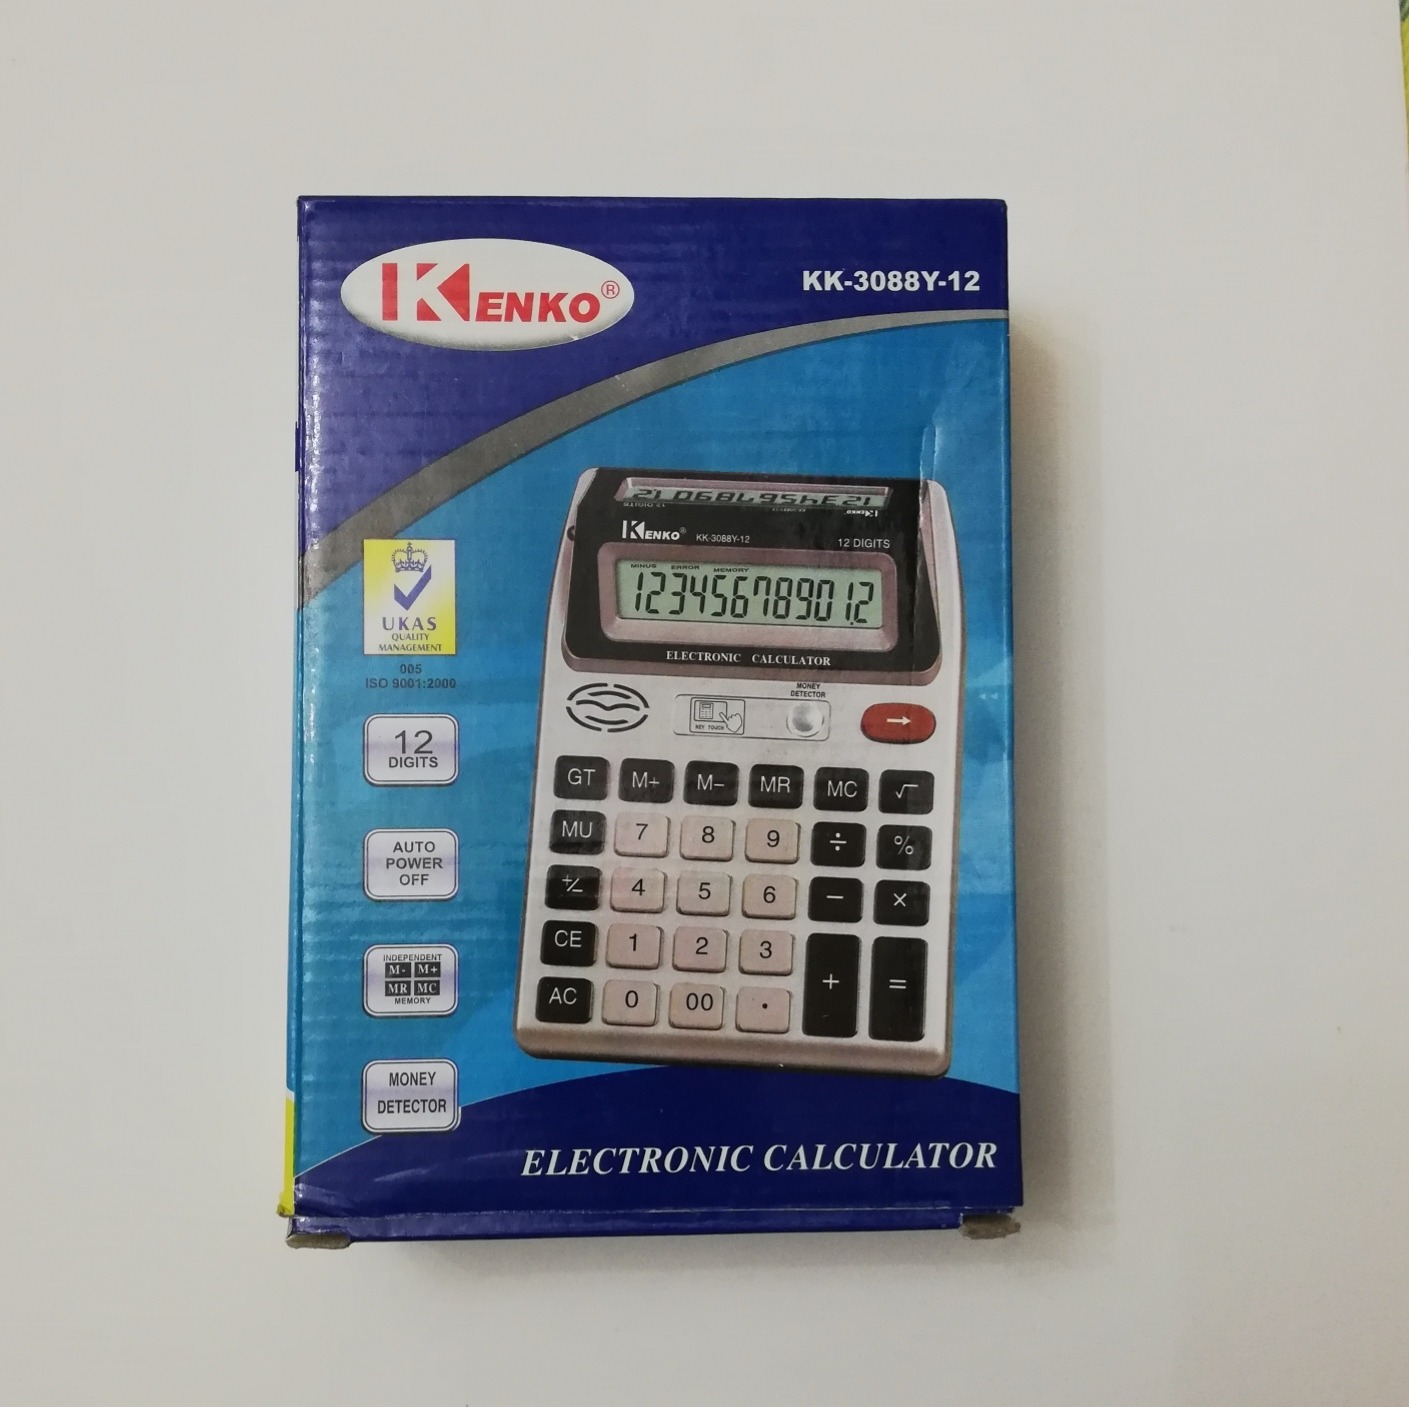 KENKO®
KK-3088Y-12
12 DIGITS
KENKO® KK-3088Y-12 12 DIGITS
MINUS ERROR MEMORY
123456789012
ELECTRONIC CALCULATOR
UKAS
QUALITY
MANAGEMENT
005
ISO 9001:2000
MONEY
DETECTOR
KEY TOUCH
→
12
DIGITS
GT M+ M− MR MC √
MU 7 8 9 ÷ %
AUTO
POWER
OFF
+/− 4 5 6 − ×
CE 1 2 3 + =
INDEPENDENT
M- M+
MR MC
MEMORY
AC 0 00 .
MONEY
DETECTOR
ELECTRONIC CALCULATOR